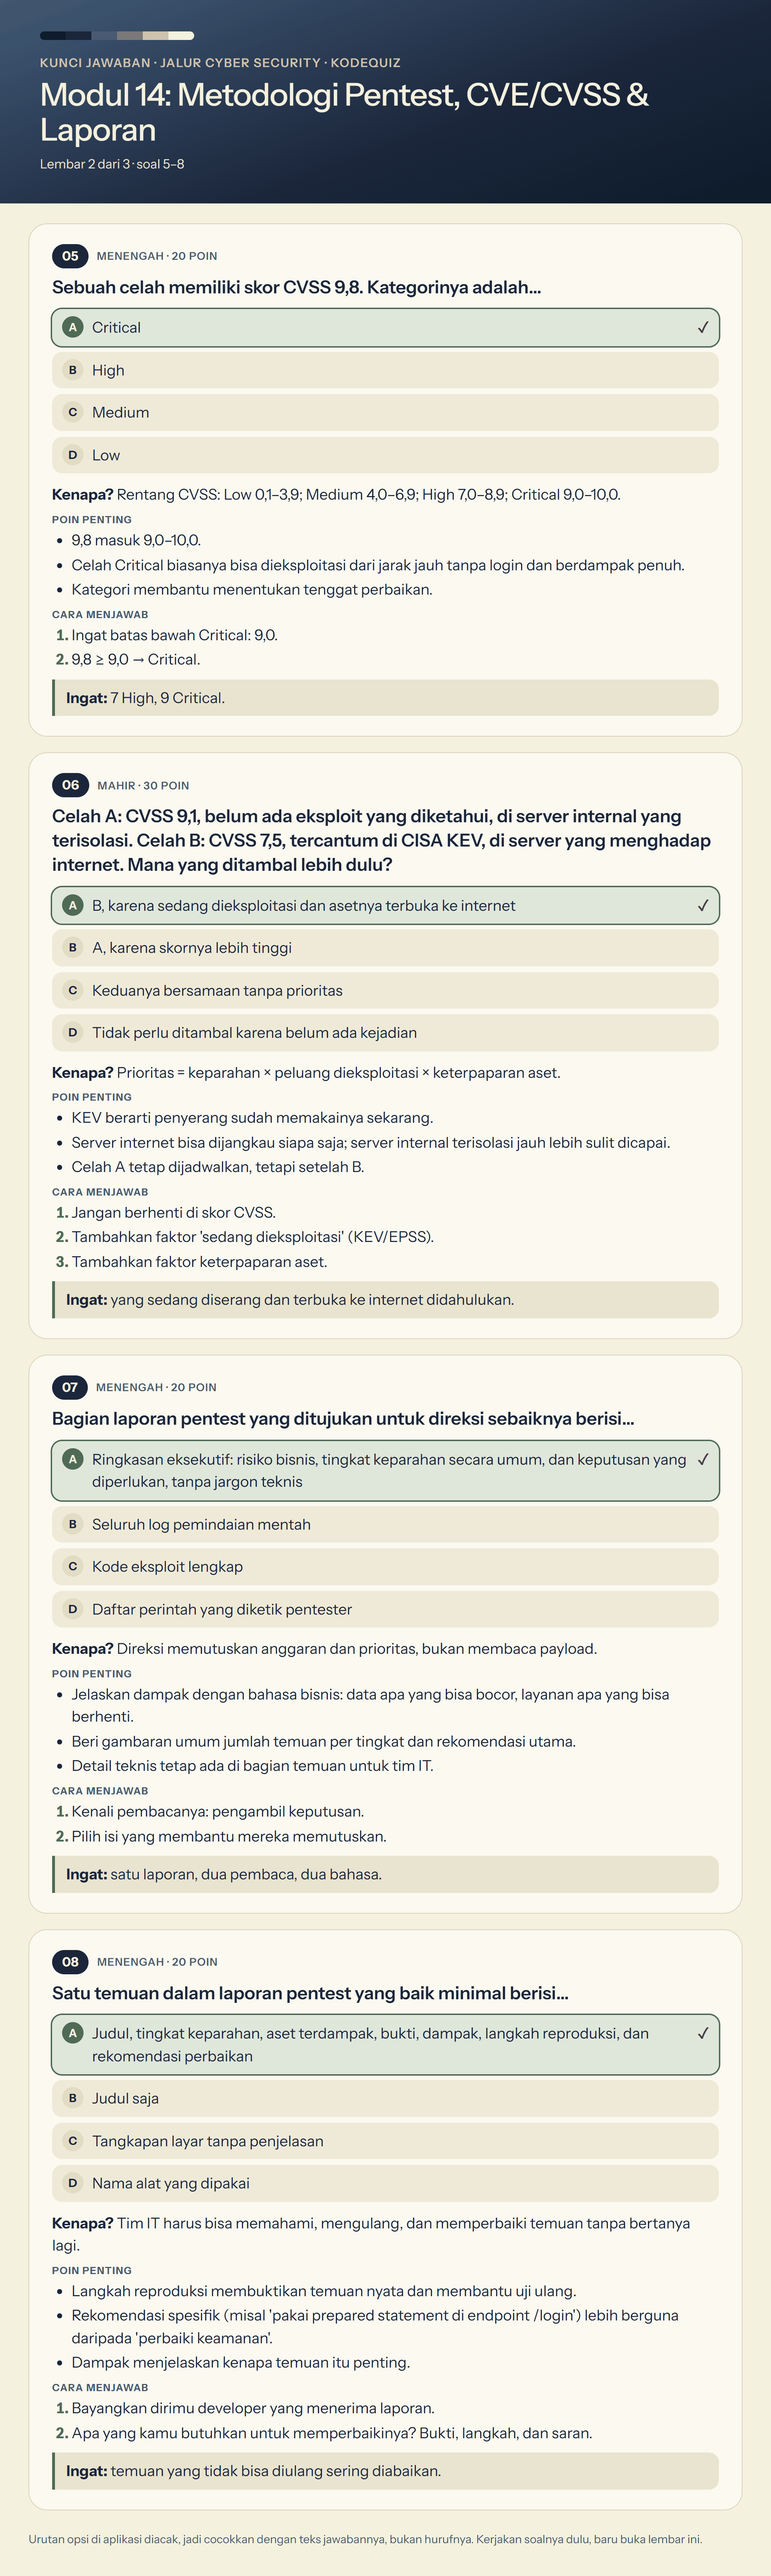 KUNCI JAWABAN · JALUR CYBER SECURITY · KODEQUIZ
Modul 14: Metodologi Pentest, CVE/CVSS &
Laporan
Lembar 2 dari 3 · soal 5–8
05 MENENGAH · 20 POIN
Sebuah celah memiliki skor CVSS 9,8. Kategorinya adalah...
A Critical ✓
B High
C Medium
D Low
Kenapa? Rentang CVSS: Low 0,1–3,9; Medium 4,0–6,9; High 7,0–8,9; Critical 9,0–10,0.
POIN PENTING
• 9,8 masuk 9,0–10,0.
• Celah Critical biasanya bisa dieksploitasi dari jarak jauh tanpa login dan berdampak penuh.
• Kategori membantu menentukan tenggat perbaikan.
CARA MENJAWAB
1. Ingat batas bawah Critical: 9,0.
2. 9,8 ≥ 9,0 → Critical.
Ingat: 7 High, 9 Critical.
06 MAHIR · 30 POIN
Celah A: CVSS 9,1, belum ada eksploit yang diketahui, di server internal yang
terisolasi. Celah B: CVSS 7,5, tercantum di CISA KEV, di server yang menghadap
internet. Mana yang ditambal lebih dulu?
A B, karena sedang dieksploitasi dan asetnya terbuka ke internet ✓
B A, karena skornya lebih tinggi
C Keduanya bersamaan tanpa prioritas
D Tidak perlu ditambal karena belum ada kejadian
Kenapa? Prioritas = keparahan × peluang dieksploitasi × keterpaparan aset.
POIN PENTING
• KEV berarti penyerang sudah memakainya sekarang.
• Server internet bisa dijangkau siapa saja; server internal terisolasi jauh lebih sulit dicapai.
• Celah A tetap dijadwalkan, tetapi setelah B.
CARA MENJAWAB
1. Jangan berhenti di skor CVSS.
2. Tambahkan faktor 'sedang dieksploitasi' (KEV/EPSS).
3. Tambahkan faktor keterpaparan aset.
Ingat: yang sedang diserang dan terbuka ke internet didahulukan.
07 MENENGAH · 20 POIN
Bagian laporan pentest yang ditujukan untuk direksi sebaiknya berisi...
A Ringkasan eksekutif: risiko bisnis, tingkat keparahan secara umum, dan keputusan yang ✓
diperlukan, tanpa jargon teknis
B Seluruh log pemindaian mentah
C Kode eksploit lengkap
D Daftar perintah yang diketik pentester
Kenapa? Direksi memutuskan anggaran dan prioritas, bukan membaca payload.
POIN PENTING
• Jelaskan dampak dengan bahasa bisnis: data apa yang bisa bocor, layanan apa yang bisa
berhenti.
• Beri gambaran umum jumlah temuan per tingkat dan rekomendasi utama.
• Detail teknis tetap ada di bagian temuan untuk tim IT.
CARA MENJAWAB
1. Kenali pembacanya: pengambil keputusan.
2. Pilih isi yang membantu mereka memutuskan.
Ingat: satu laporan, dua pembaca, dua bahasa.
08 MENENGAH · 20 POIN
Satu temuan dalam laporan pentest yang baik minimal berisi...
A Judul, tingkat keparahan, aset terdampak, bukti, dampak, langkah reproduksi, dan ✓
rekomendasi perbaikan
B Judul saja
C Tangkapan layar tanpa penjelasan
D Nama alat yang dipakai
Kenapa? Tim IT harus bisa memahami, mengulang, dan memperbaiki temuan tanpa bertanya
lagi.
POIN PENTING
• Langkah reproduksi membuktikan temuan nyata dan membantu uji ulang.
• Rekomendasi spesifik (misal 'pakai prepared statement di endpoint /login') lebih berguna
daripada 'perbaiki keamanan'.
• Dampak menjelaskan kenapa temuan itu penting.
CARA MENJAWAB
1. Bayangkan dirimu developer yang menerima laporan.
2. Apa yang kamu butuhkan untuk memperbaikinya? Bukti, langkah, dan saran.
Ingat: temuan yang tidak bisa diulang sering diabaikan.
Urutan opsi di aplikasi diacak, jadi cocokkan dengan teks jawabannya, bukan hurufnya. Kerjakan soalnya dulu, baru buka lembar ini.